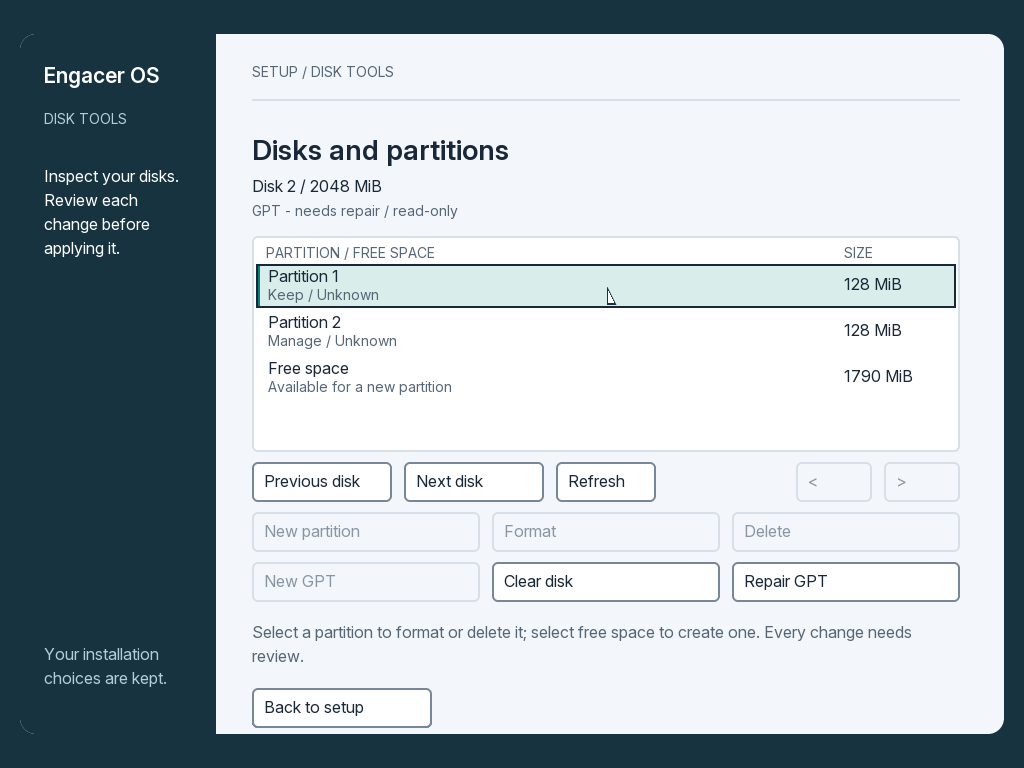 Engacer OS
DISK TOOLS
Inspect your disks.
Review each
change before
applying it.
Your installation
choices are kept.
SETUP / DISK TOOLS
Disks and partitions
Disk 2 / 2048 MiB
GPT - needs repair / read-only
PARTITION / FREE SPACE SIZE
Partition 1
Keep / Unknown
128 MiB
Partition 2
Manage / Unknown
128 MiB
Free space
Available for a new partition
1790 MiB
Previous disk Next disk Refresh < >
New partition Format Delete
New GPT Clear disk Repair GPT
Select a partition to format or delete it; select free space to create one. Every change needs
review.
Back to setup